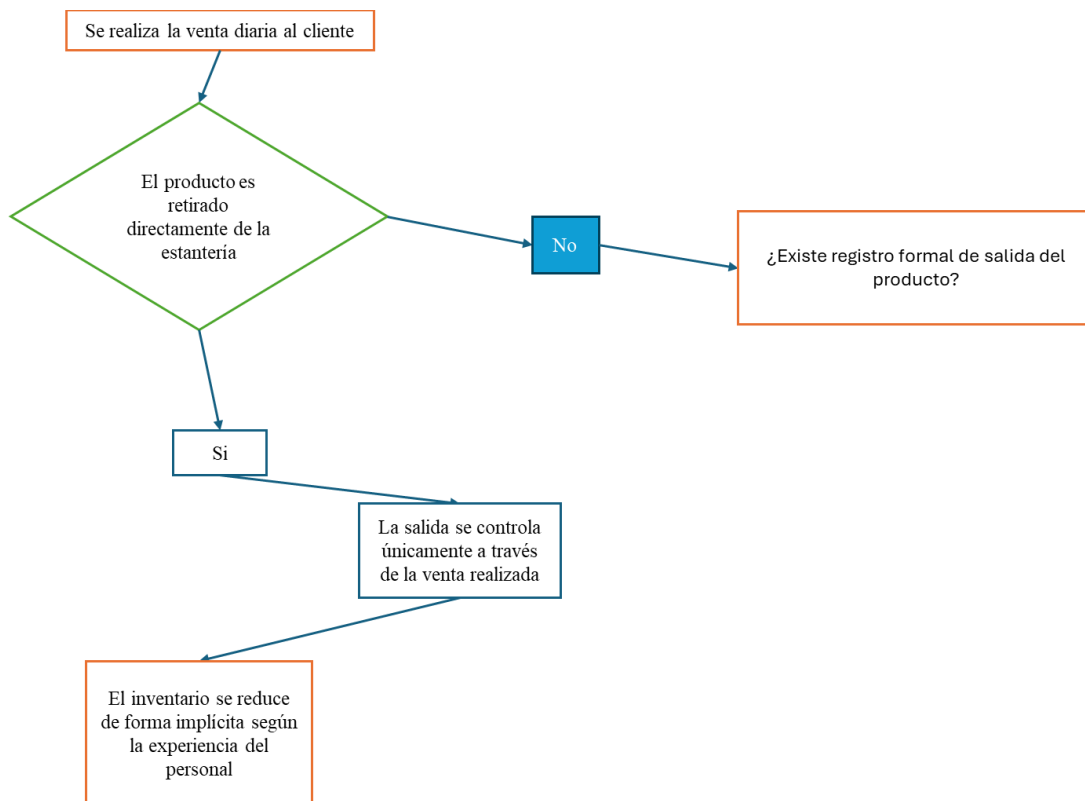 Se realiza la venta diaria al cliente
El producto es
retirado
directamente de la
estantería
No
¿Existe registro formal de salida del
producto?
Si
La salida se controla
únicamente a través
de la venta realizada
El inventario se reduce
de forma implícita según
la experiencia del
personal